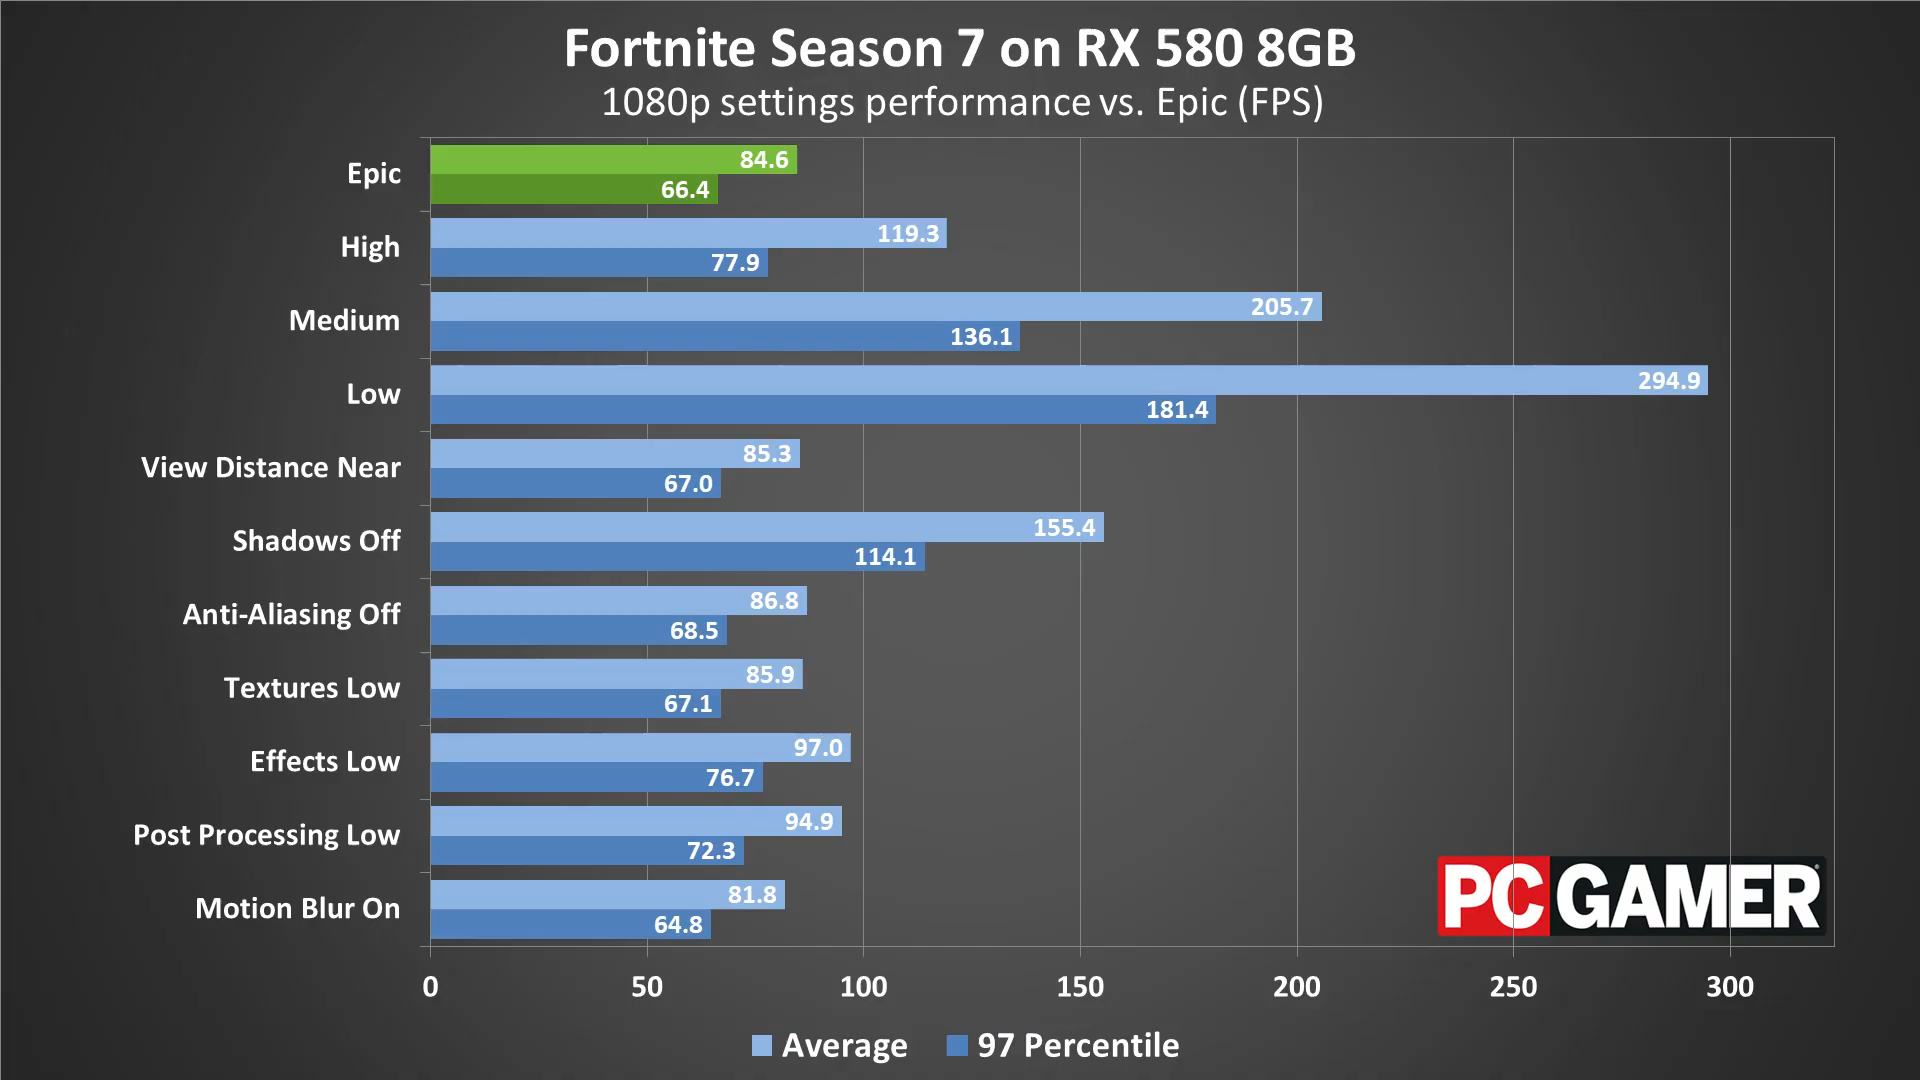 Fortnite Season 7 on RX 580 8GB
1080p settings performance vs. Epic (FPS)
Epic
84.6
66.4
High
119.3
77.9
Medium
205.7
136.1
Low
294.9
181.4
View Distance Near
85.3
67.0
Shadows Off
155.4
114.1
Anti-Aliasing Off
86.8
68.5
Textures Low
85.9
67.1
Effects Low
97.0
76.7
Post Processing Low
94.9
72.3
Motion Blur On
81.8
64.8
PC GAMER
0 50 100 150 200 250 300
Average 97 Percentile